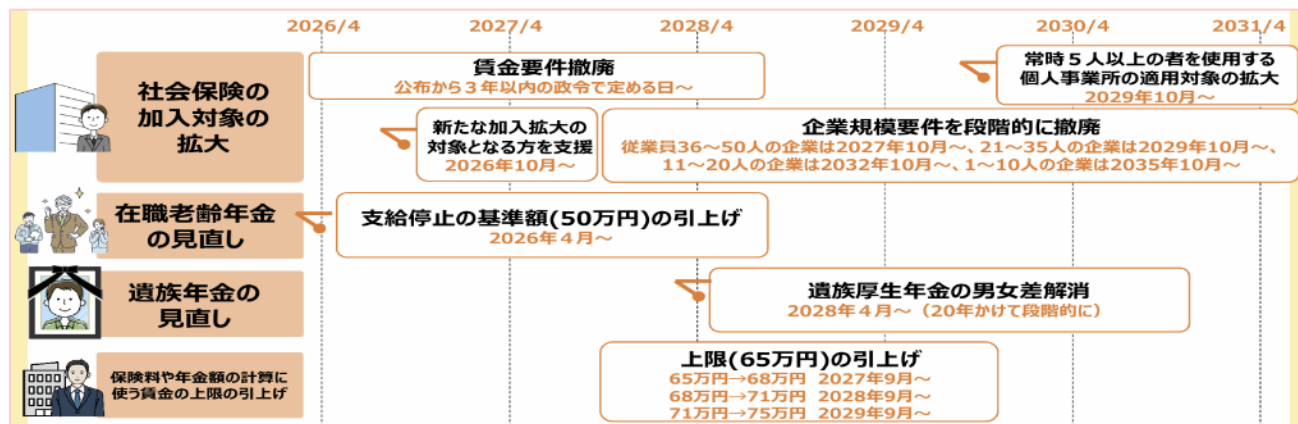 2026/4
2027/4
2028/4
2029/4
2030/4
2031/4
社会保険の
加入対象の
拡大
賃金要件撤廃
公布から３年以内の政令で定める日～
常時５人以上の者を使用する
個人事業所の適用対象の拡大
2029年10月～
新たな加入拡大の
対象となる方を支援
2026年10月～
企業規模要件を段階的に撤廃
従業員36～50人の企業は2027年10月～、21～35人の企業は2029年10月～、
11～20人の企業は2032年10月～、1～10人の企業は2035年10月～
在職老齢年金
の見直し
支給停止の基準額(50万円)の引上げ
2026年４月～
遺族年金の
見直し
遺族厚生年金の男女差解消
2028年４月～（20年かけて段階的に）
保険料や年金額の計算に
使う賃金の上限の引上げ
上限(65万円)の引上げ
65万円→68万円 2027年9月～
68万円→71万円 2028年9月～
71万円→75万円 2029年9月～